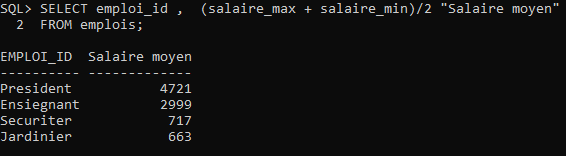 SQL> SELECT emploi_id ,  (salaire_max + salaire_min)/2 "Salaire moyen"
  2  FROM emplois;
EMPLOI_ID  Salaire moyen
---------- -------------
President           4721
Ensiegnant          2999
Securiter            717
Jardinier            663